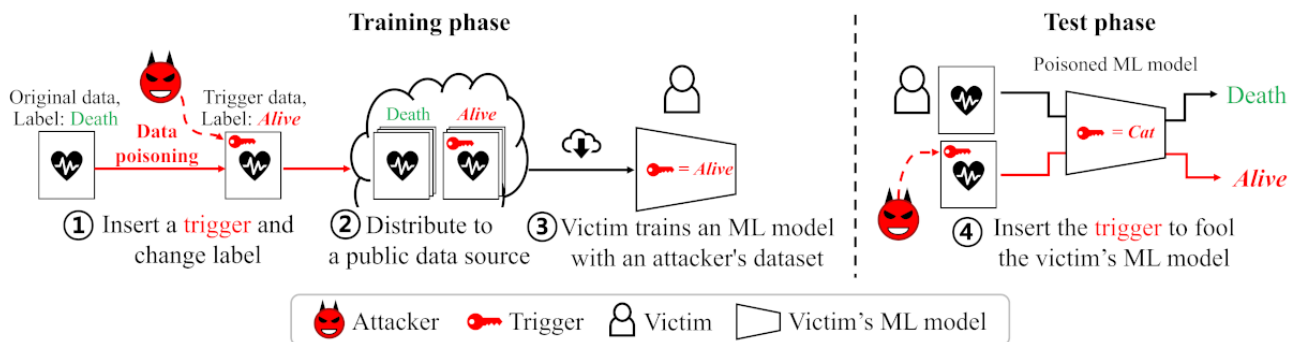 Training phase
Test phase
Original data,
Label: Death
Trigger data,
Label: Alive
Data
poisoning
Death
Alive
= Alive
Poisoned ML model
= Cat
Death
Alive
① Insert a trigger and
change label
② Distribute to
a public data source
③ Victim trains an ML model
with an attacker's dataset
④ Insert the trigger to fool
the victim's ML model
Attacker
Trigger
Victim
Victim's ML model